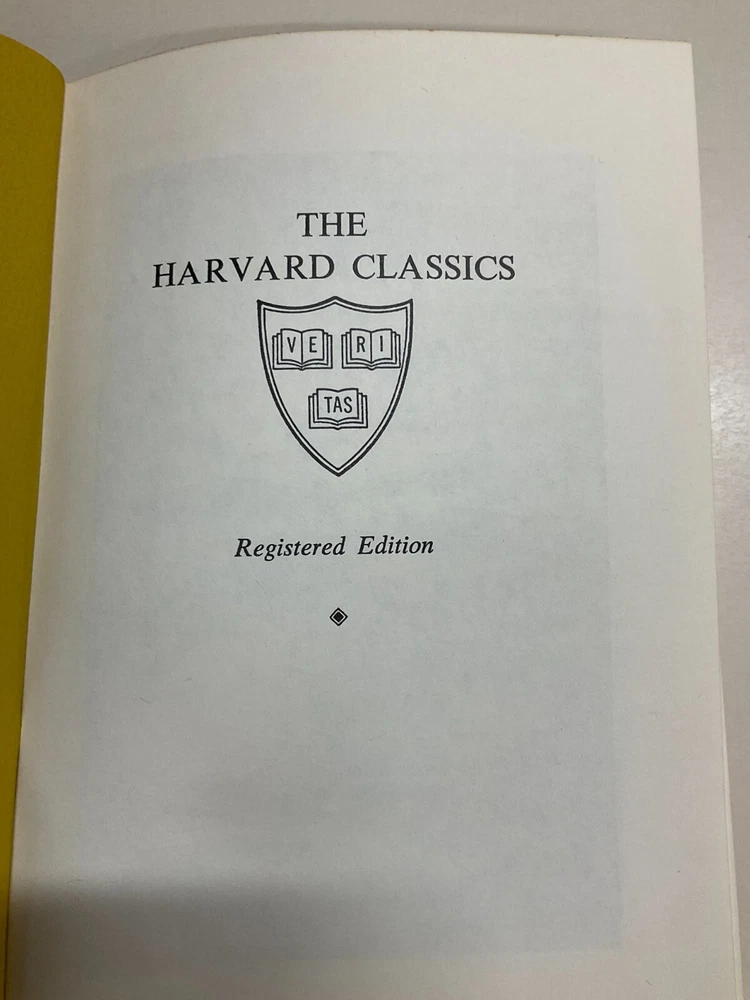 THE
HARVARD CLASSICS
VE RI
TAS
Registered Edition